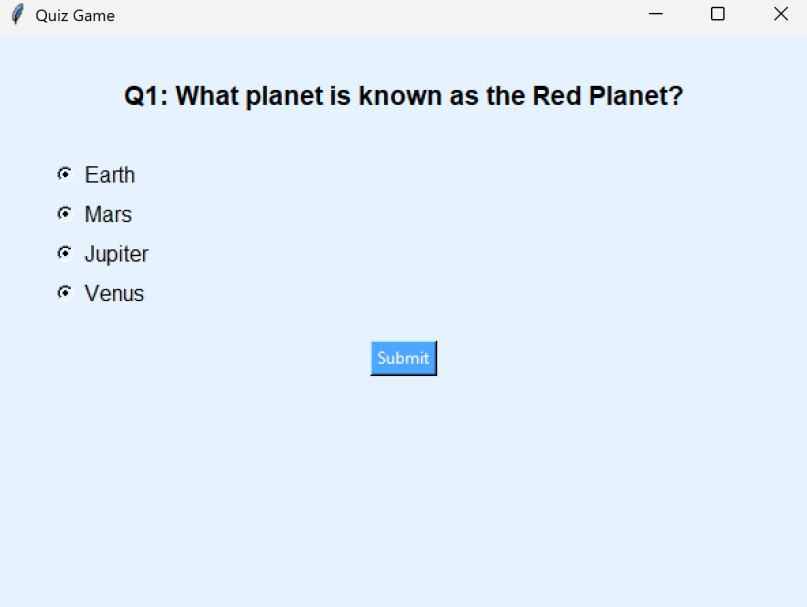 Quiz Game
Q1: What planet is known as the Red Planet?
Earth
Mars
Jupiter
Venus
Submit